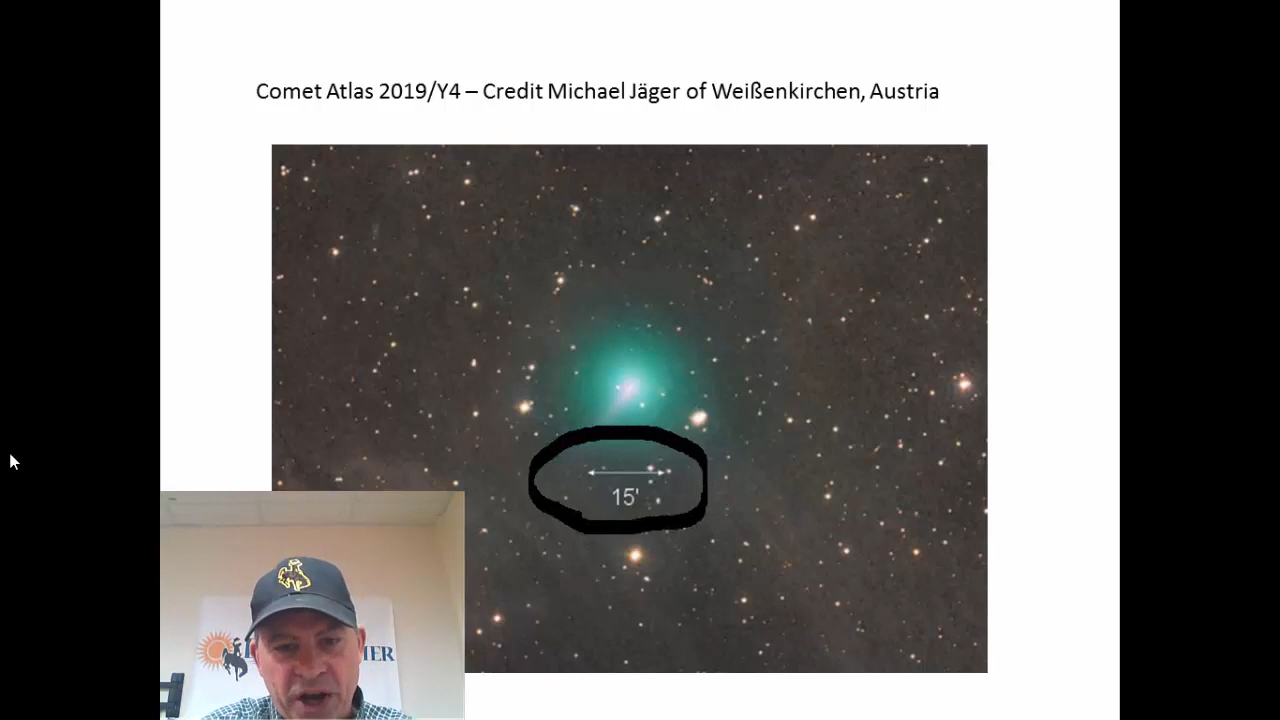 Comet Atlas 2019/Y4 – Credit Michael Jäger of Weißenkirchen, Austria
15'